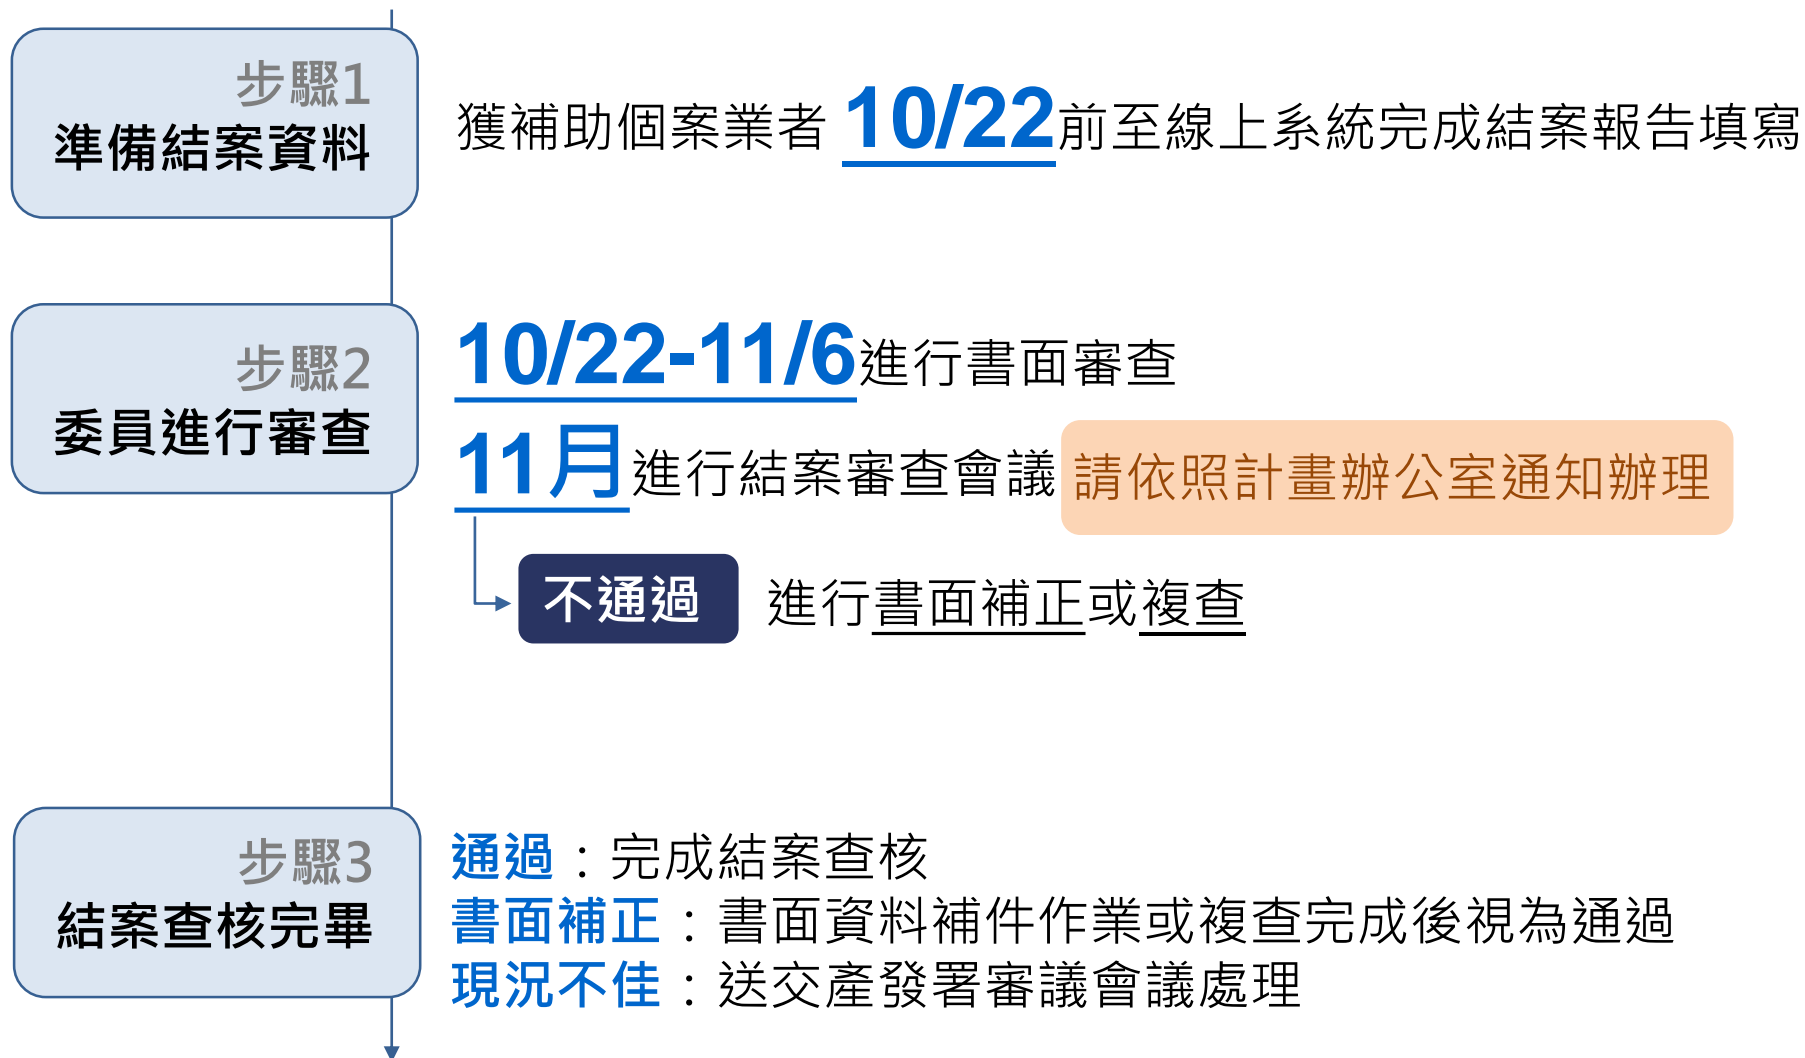 步驟1
準備結案資料
獲補助個案業者 10/22前至線上系統完成結案報告填寫
步驟2
委員進行審查
10/22-11/6進行書面審查
11月進行結案審查會議 請依照計畫辦公室通知辦理
不通過 進行書面補正或複查
步驟3
結案查核完畢
通過：完成結案查核
書面補正：書面資料補件作業或複查完成後視為通過
現況不佳：送交產發署審議會議處理